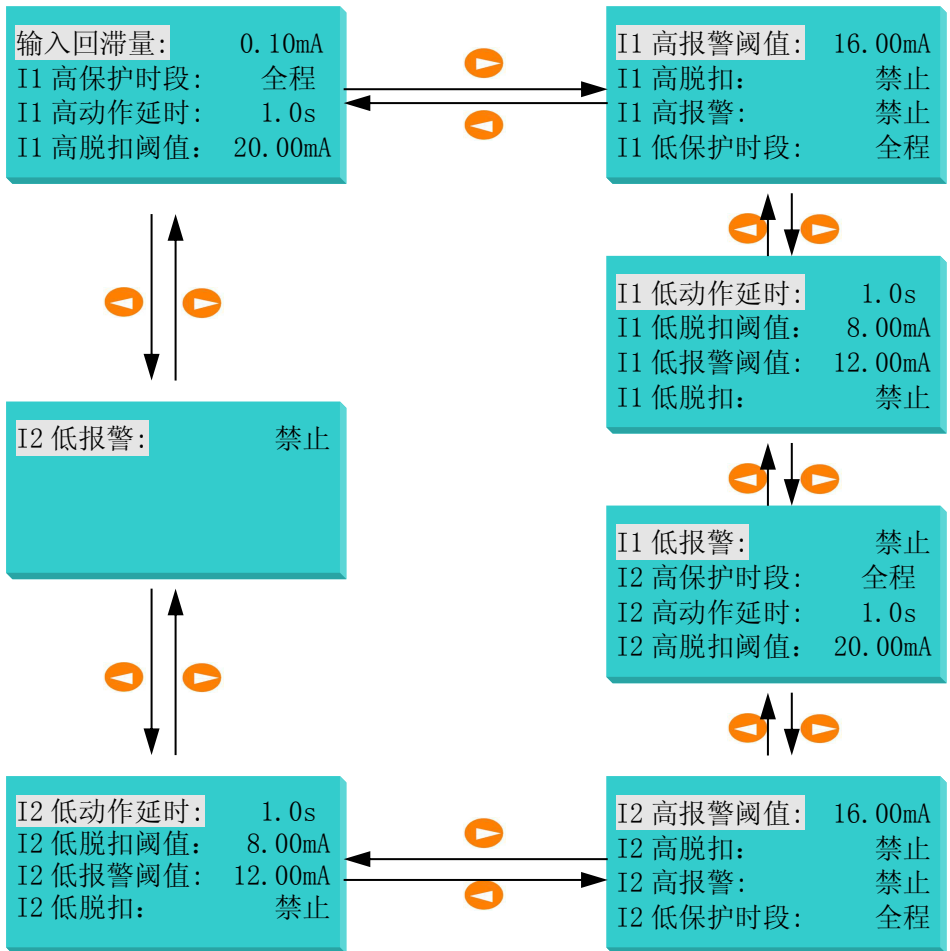 输入回滞量: 0.10mA
I1 高保护时段: 全程
I1 高动作延时: 1.0s
I1 高脱扣阈值: 20.00mA
I1 高报警阈值: 16.00mA
I1 高脱扣: 禁止
I1 高报警: 禁止
I1 低保护时段: 全程
I1 低动作延时: 1.0s
I1 低脱扣阈值: 8.00mA
I1 低报警阈值: 12.00mA
I1 低脱扣: 禁止
I1 低报警: 禁止
I2 高保护时段: 全程
I2 高动作延时: 1.0s
I2 高脱扣阈值: 20.00mA
I2 高报警阈值: 16.00mA
I2 高脱扣: 禁止
I2 高报警: 禁止
I2 低保护时段: 全程
I2 低动作延时: 1.0s
I2 低脱扣阈值: 8.00mA
I2 低报警阈值: 12.00mA
I2 低脱扣: 禁止
I2 低报警: 禁止